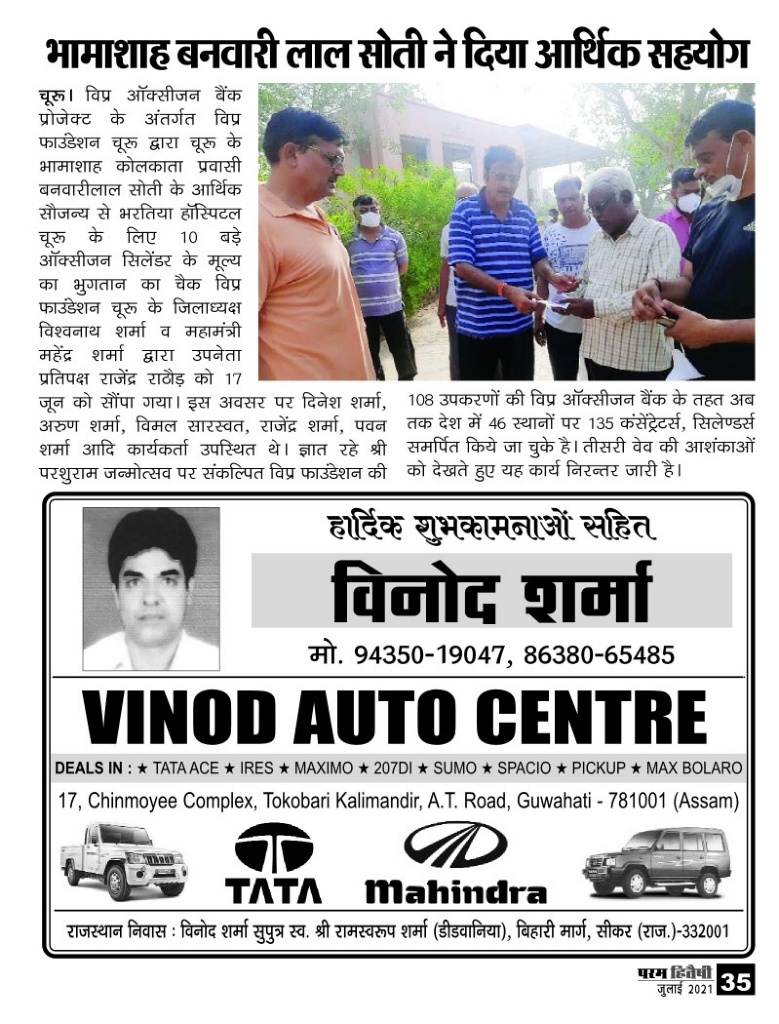 भामाशाह बनवारी लाल सोती ने दिया आर्थिक सहयोग
चूरू। विप्र ऑक्सीजन बैंक
प्रोजेक्ट के अंतर्गत विप्र
फाउंडेशन चूरू द्वारा चूरू के
भामाशाह कोलकाता प्रवासी
बनवारीलाल सोती के आर्थिक
सौजन्य से भरतिया हॉस्पिटल
चूरू के लिए 10 बड़े
ऑक्सीजन सिलेंडर के मूल्य
का भुगतान का चैक विप्र
फाउंडेशन चूरू के जिलाध्यक्ष
विश्वनाथ शर्मा व महामंत्री
महेंद्र शर्मा द्वारा उपनेता
प्रतिपक्ष राजेंद्र राठौड़ को 17
जून को सौंपा गया। इस अवसर पर दिनेश शर्मा,
अरुण शर्मा, विमल सारस्वत, राजेंद्र शर्मा, पवन
शर्मा आदि कार्यकर्ता उपस्थित थे। ज्ञात रहे श्री
परशुराम जन्मोत्सव पर संकल्पित विप्र फाउंडेशन की
108 उपकरणों की विप्र ऑक्सीजन बैंक के तहत अब
तक देश में 46 स्थानों पर 135 कंसेंट्रेटर्स, सिलेण्डर्स
समर्पित किये जा चुके है। तीसरी वेव की आशंकाओं
को देखते हुए यह कार्य निरन्तर जारी है।
हार्दिक शुभकामनाओं सहित
विनोद शर्मा
मो. 94350-19047, 86380-65485
VINOD AUTO CENTRE
DEALS IN : ★ TATA ACE ★ IRES ★ MAXIMO ★ 207DI ★ SUMO ★ SPACIO ★ PICKUP ★ MAX BOLARO
17, Chinmoyee Complex, Tokobari Kalimandir, A.T. Road, Guwahati - 781001 (Assam)
TATA
Mahindra
राजस्थान निवास : विनोद शर्मा सुपुत्र स्व. श्री रामस्वरूप शर्मा (डीडवानिया), बिहारी मार्ग, सीकर (राज.)-332001
परम हितैषी
जुलाई 2021 35